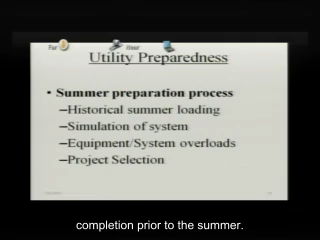 Utility Preparedness
• Summer preparation process
–Historical summer loading
–Simulation of system
–Equipment/System overloads
–Project Selection
completion prior to the summer.